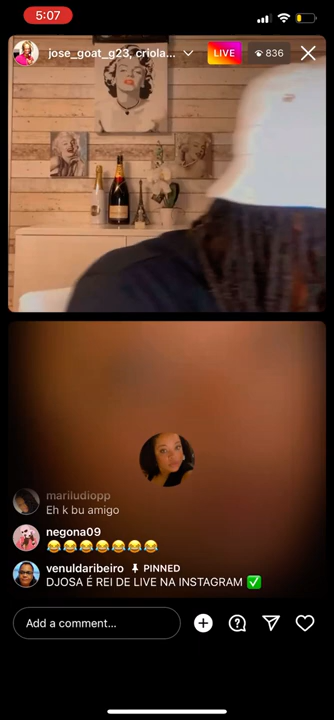 5:07
jose_goat_g23, criola...
LIVE
836
mariludiopp
Eh k bu amigo
negona09
😂😂😂😂😂😂😂
venuldaribeiro PINNED
DJOSA É REI DE LIVE NA INSTAGRAM ✅
Add a comment...